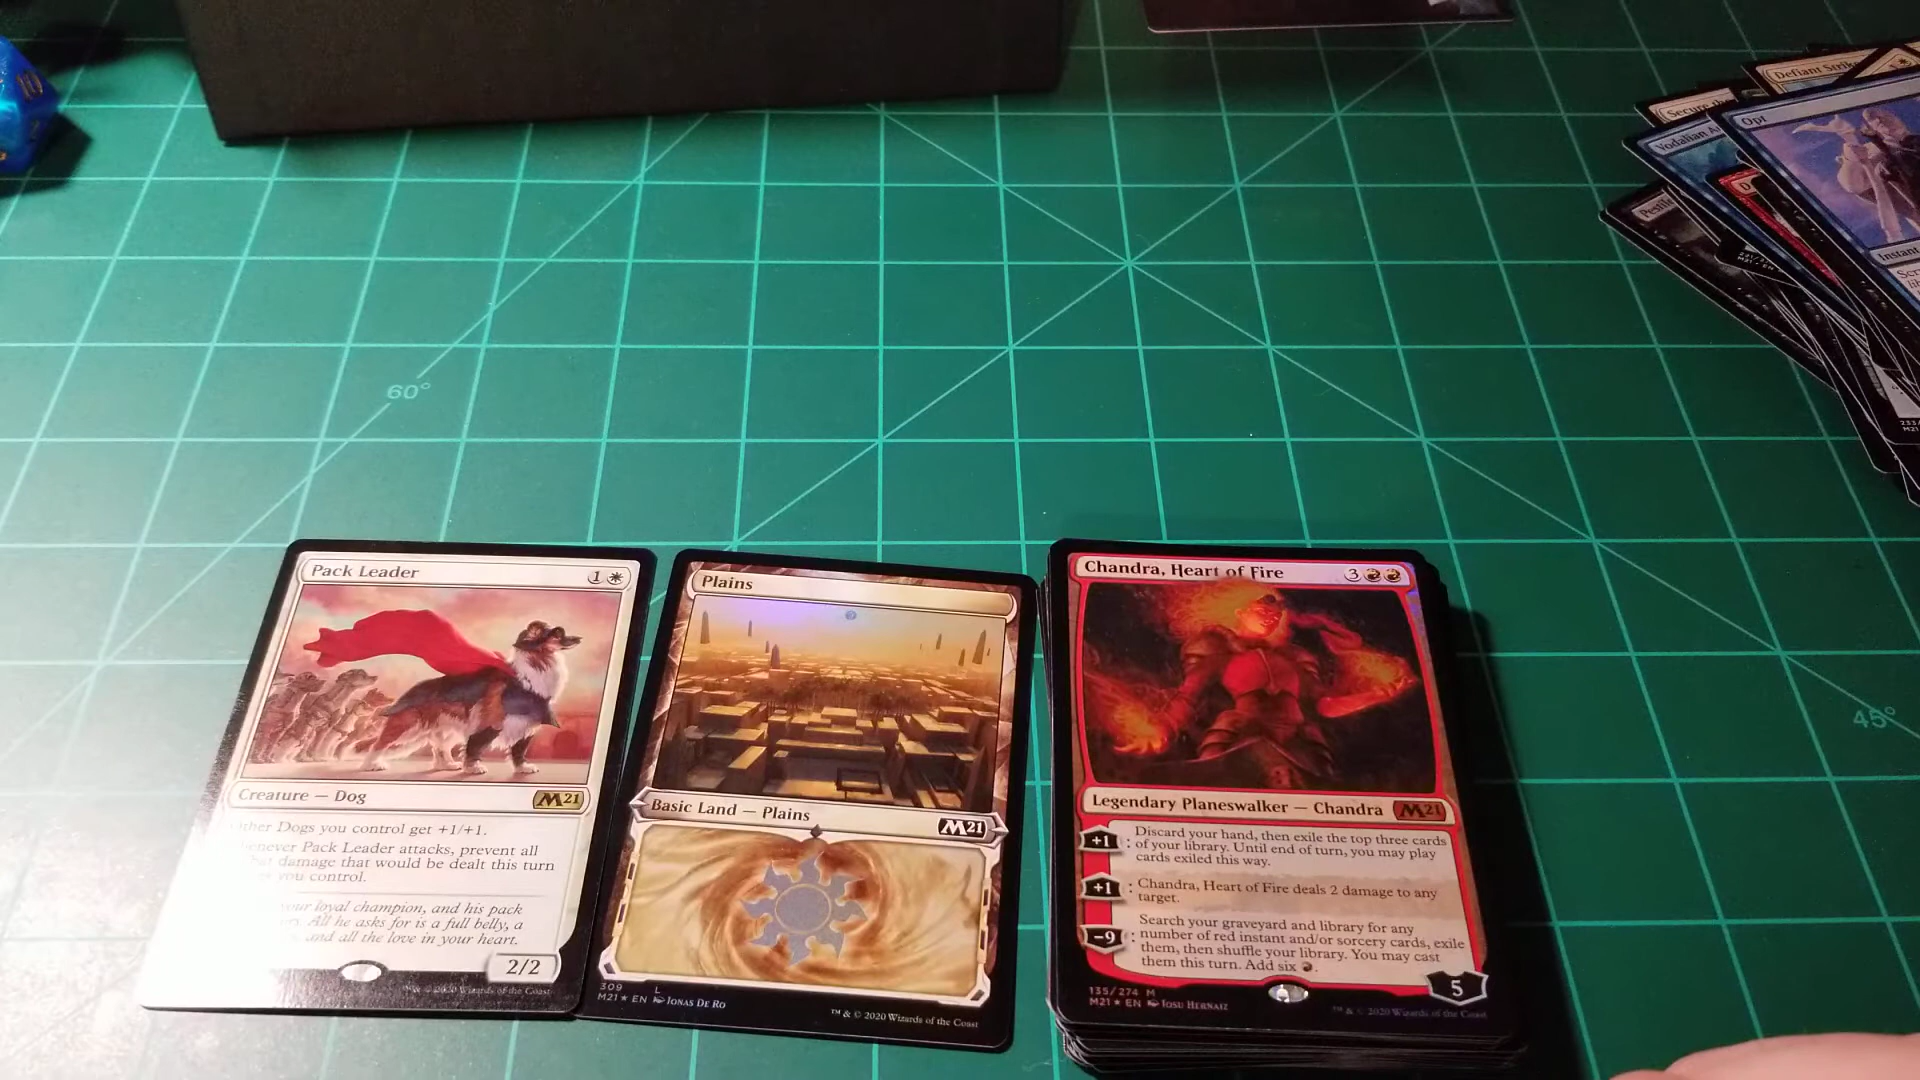 10
Defiant Strike
Secure the
Opt
Vodalian
D
Instant
60°
45°
Pack Leader
1
Creature — Dog
M21
ther Dogs you control get +1/+1.
enever Pack Leader attacks, prevent all
damage that would be dealt this turn
you control.
your loyal champion, and his pack
All he asks for is a full belly, a
and all the love in your heart.
2/2
© 2020 Wizards of the Coast
Plains
Basic Land — Plains
M21
309 L
M21 ★ EN Jonas De Ro
™ & © 2020 Wizards of the Coast
Chandra, Heart of Fire
3
Legendary Planeswalker — Chandra
M21
+1 : Discard your hand, then exile the top three cards
of your library. Until end of turn, you may play
cards exiled this way.
+1 : Chandra, Heart of Fire deals 2 damage to any
target.
-9 : Search your graveyard and library for any
number of red instant and/or sorcery cards, exile
them, then shuffle your library. You may cast
them this turn. Add six .
5
135/274 M
M21 ★ EN Iosu Hernaiz
™ & © 2020 Wizards of the Coast